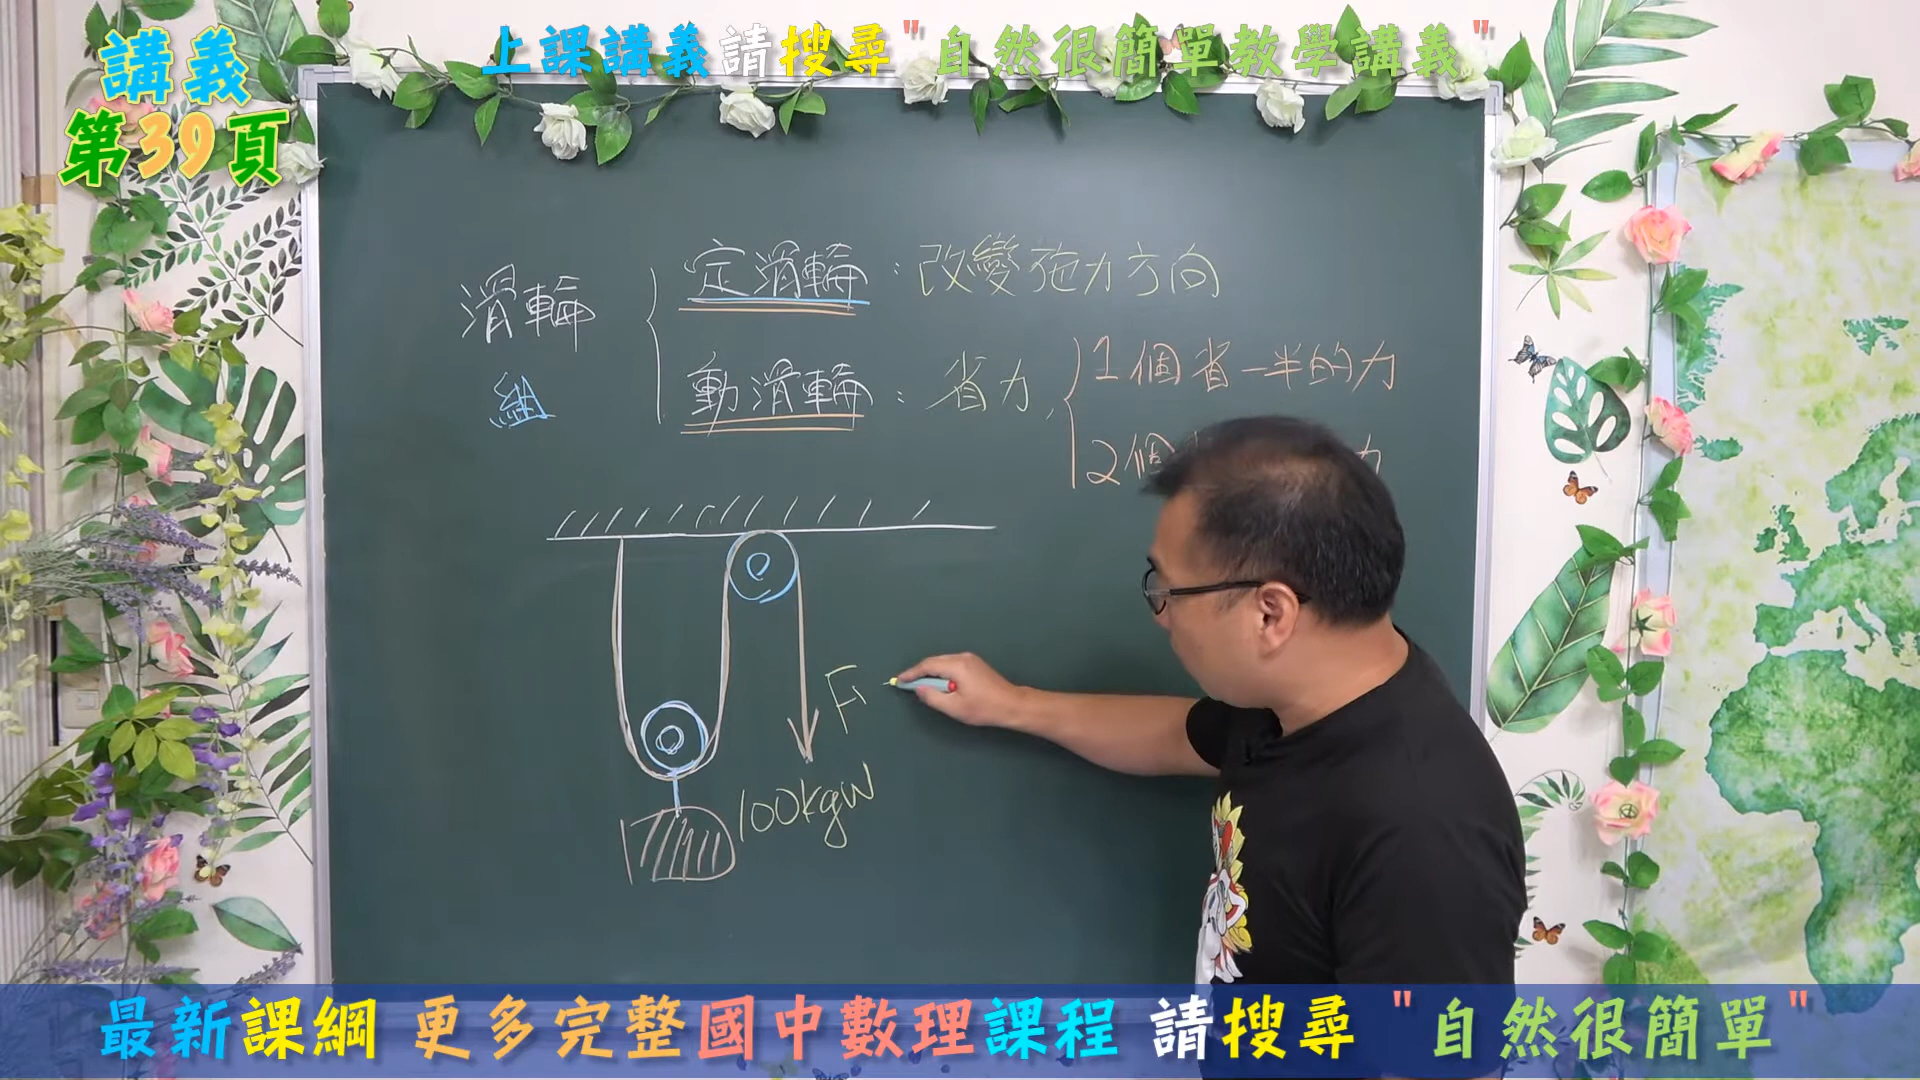 上課講義請搜尋"自然很簡單教學講義"
講義
第39頁
滑輪
組
定滑輪：改變施力方向
動滑輪：省力,
1個省一半的力
2個
力
F
100kgw
最新課綱 更多完整國中數理課程 請搜尋 "自然很簡單"